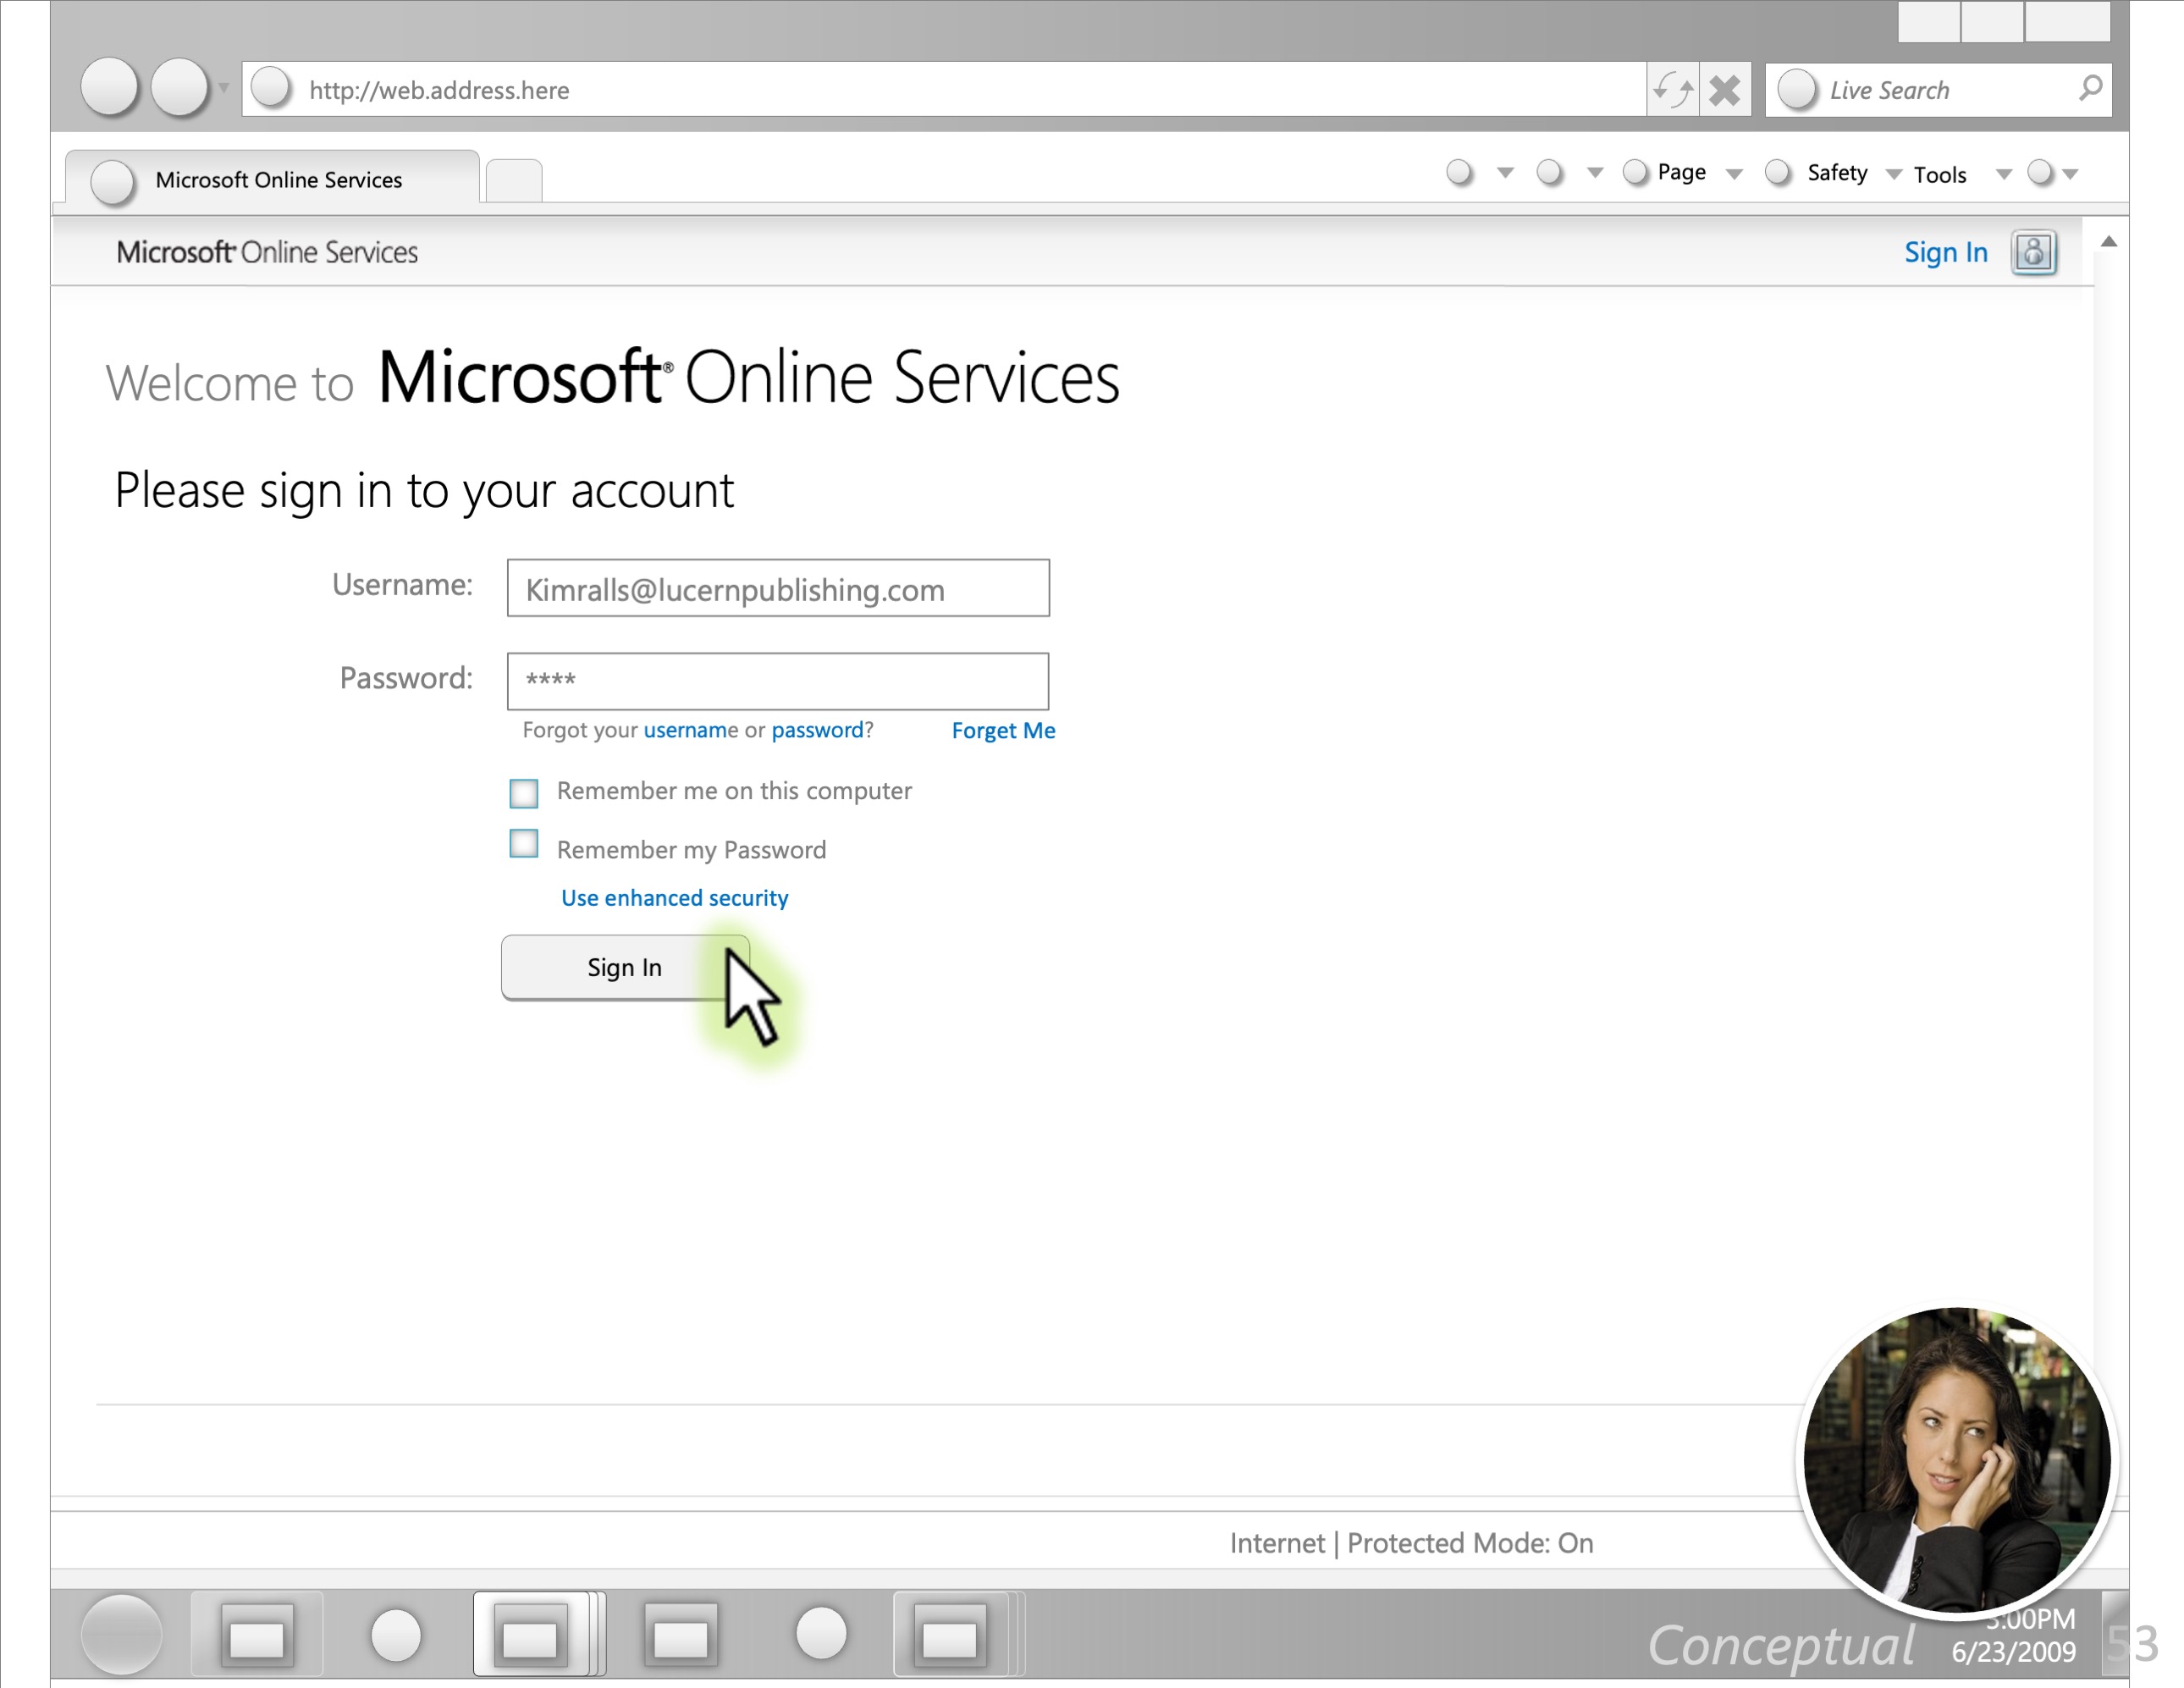 http://web.address.here
Live Search
Microsoft Online Services
Page
Safety
Tools
Microsoft Online Services
Sign In
Welcome to Microsoft® Online Services
Please sign in to your account
Username:
Kimralls@lucernpublishing.com
Password:
****
Forgot your username or password?
Forget Me
Remember me on this computer
Remember my Password
Use enhanced security
Sign In
Internet | Protected Mode: On
Conceptual
:00PM
6/23/2009
53